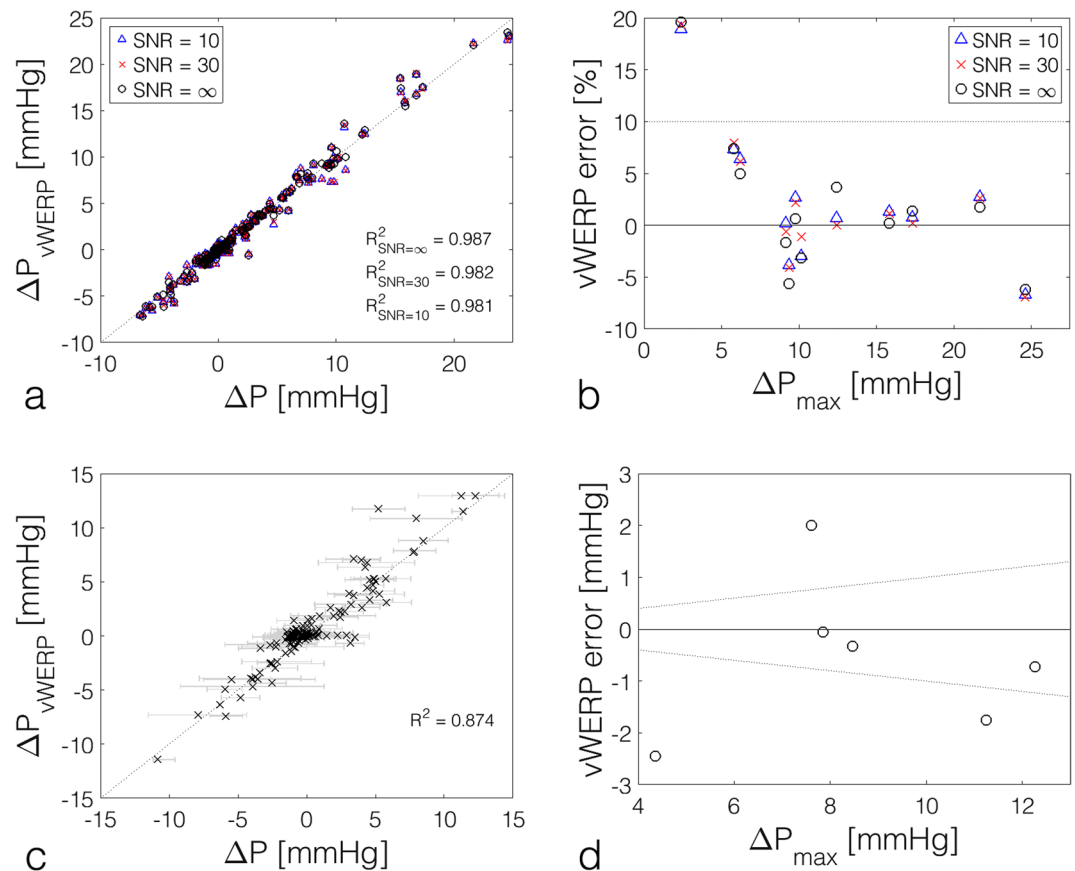 25
20
15
10
5
0
-5
-10
-10
0
10
20
ΔP_vWERP [mmHg]
ΔP [mmHg]
SNR = 10
SNR = 30
SNR = ∞
R²_SNR=∞ = 0.987
R²_SNR=30 = 0.982
R²_SNR=10 = 0.981
a
20
15
10
5
0
-5
-10
0
5
10
15
20
25
vWERP error [%]
ΔP_max [mmHg]
SNR = 10
SNR = 30
SNR = ∞
b
15
10
5
0
-5
-10
-15
-15
-10
-5
0
5
10
15
ΔP_vWERP [mmHg]
ΔP [mmHg]
R² = 0.874
c
3
2
1
0
-1
-2
-3
4
6
8
10
12
vWERP error [mmHg]
ΔP_max [mmHg]
d